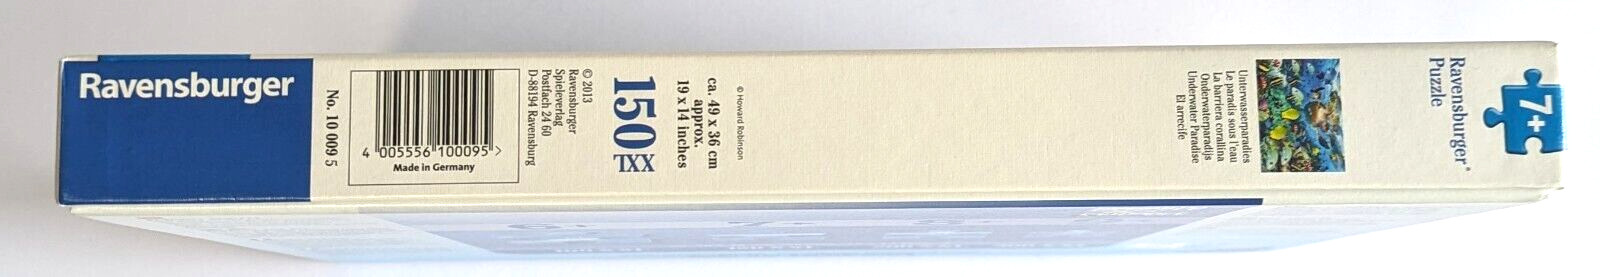 Ravensburger
No. 10 009 5
4 005556 100095 >
Made in Germany
© 2013
Ravensburger
Spieleverlag
Postfach 24 60
D-88194 Ravensburg
150
XXL
ca. 49 x 36 cm
approx.
19 x 14 inches
© Howard Robinson
Unterwasserparadies
Le paradis sous l'eau
La barriera corallina
Onderwaterparadijs
Underwater Paradise
El arrecife
Ravensburger®
Puzzle
7+